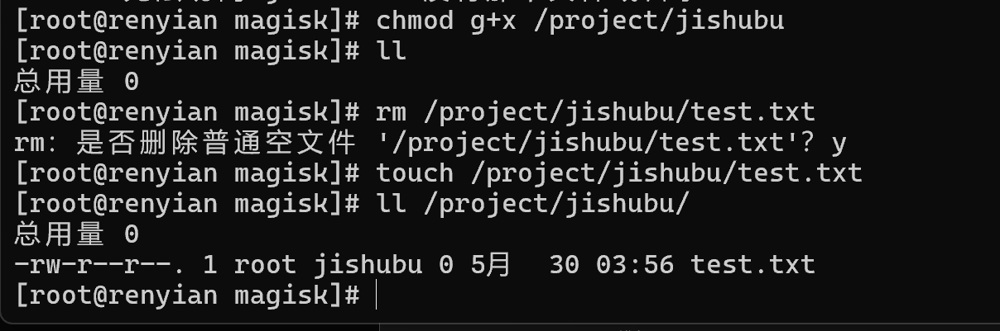 [root@renyian magisk]# chmod g+x /project/jishubu
[root@renyian magisk]# ll
总用量 0
[root@renyian magisk]# rm /project/jishubu/test.txt
rm：是否删除普通空文件 '/project/jishubu/test.txt'？y
[root@renyian magisk]# touch /project/jishubu/test.txt
[root@renyian magisk]# ll /project/jishubu/
总用量 0
-rw-r--r--. 1 root jishubu 0 5月  30 03:56 test.txt
[root@renyian magisk]#